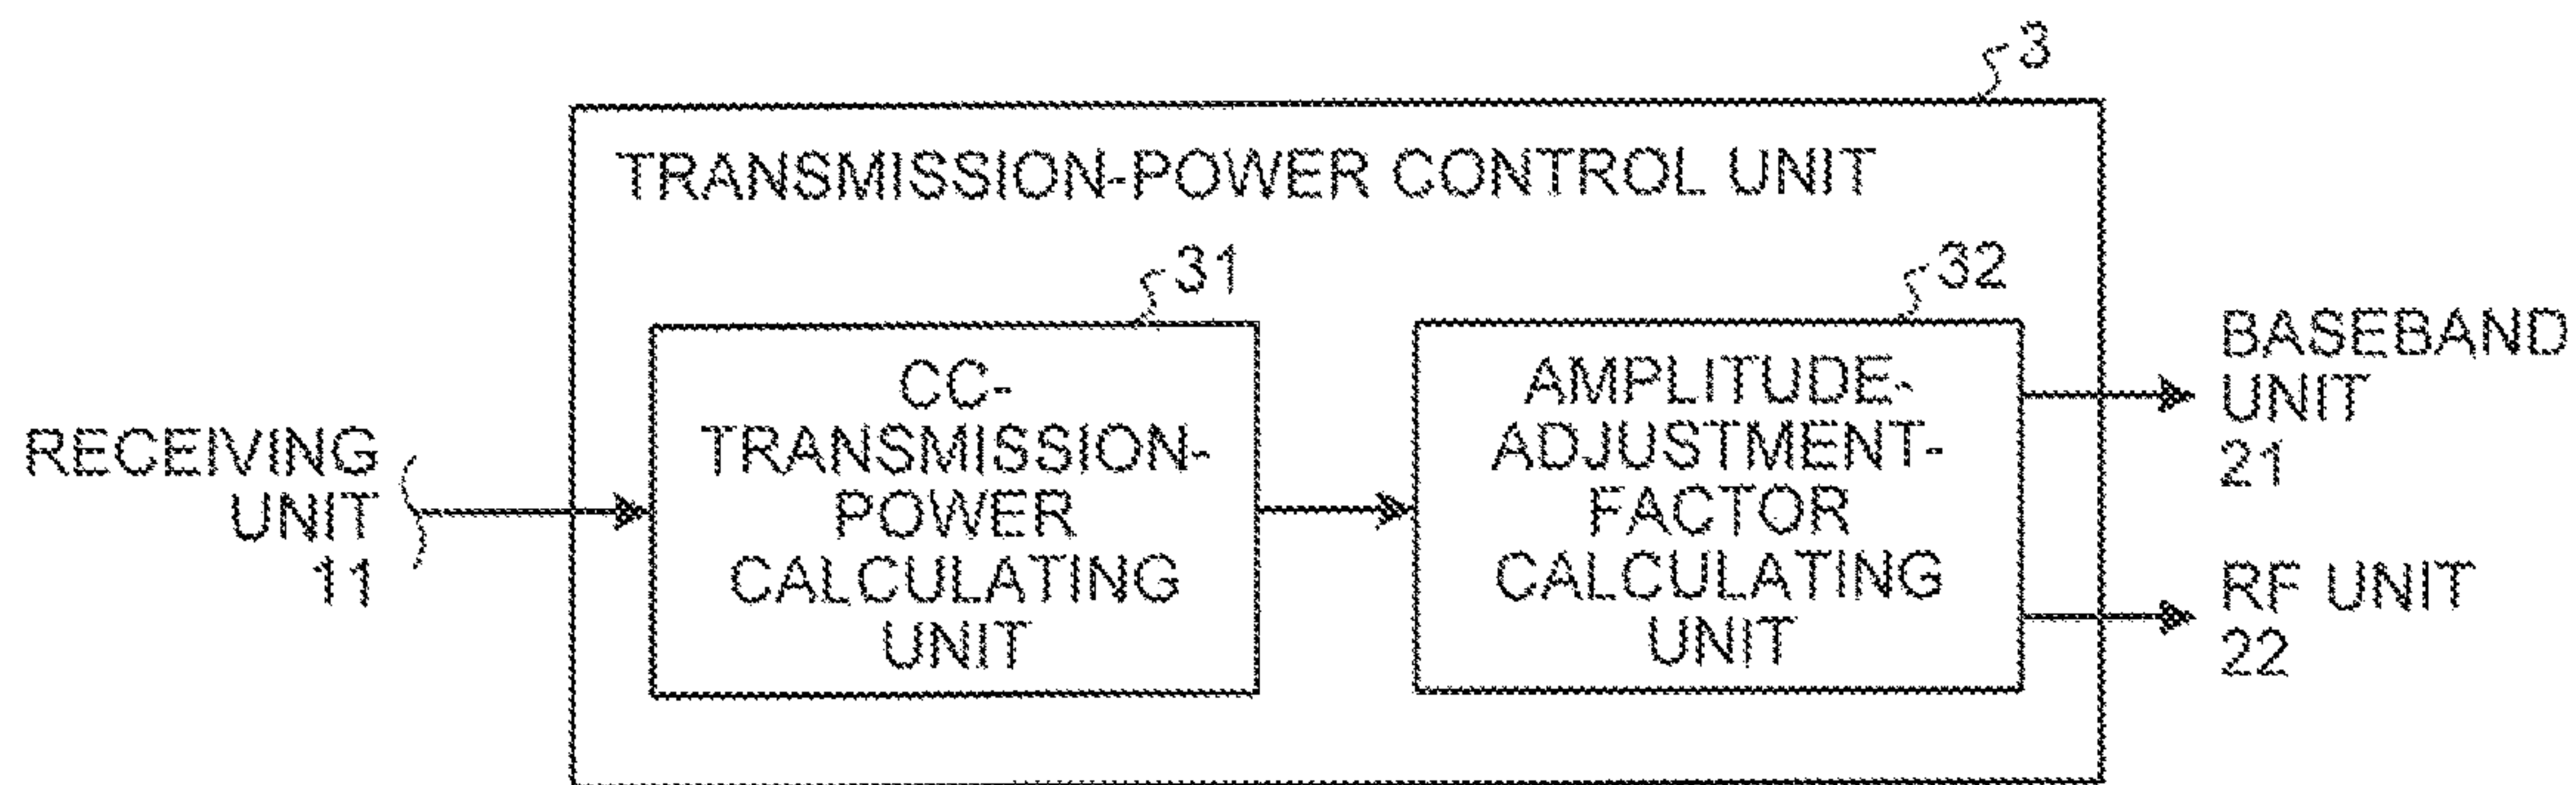 3
TRANSMISSION-POWER CONTROL UNIT
31
32
RECEIVING
UNIT
11
CC-
TRANSMISSION-
POWER
CALCULATING
UNIT
AMPLITUDE-
ADJUSTMENT-
FACTOR
CALCULATING
UNIT
BASEBAND
UNIT
21
RF UNIT
22